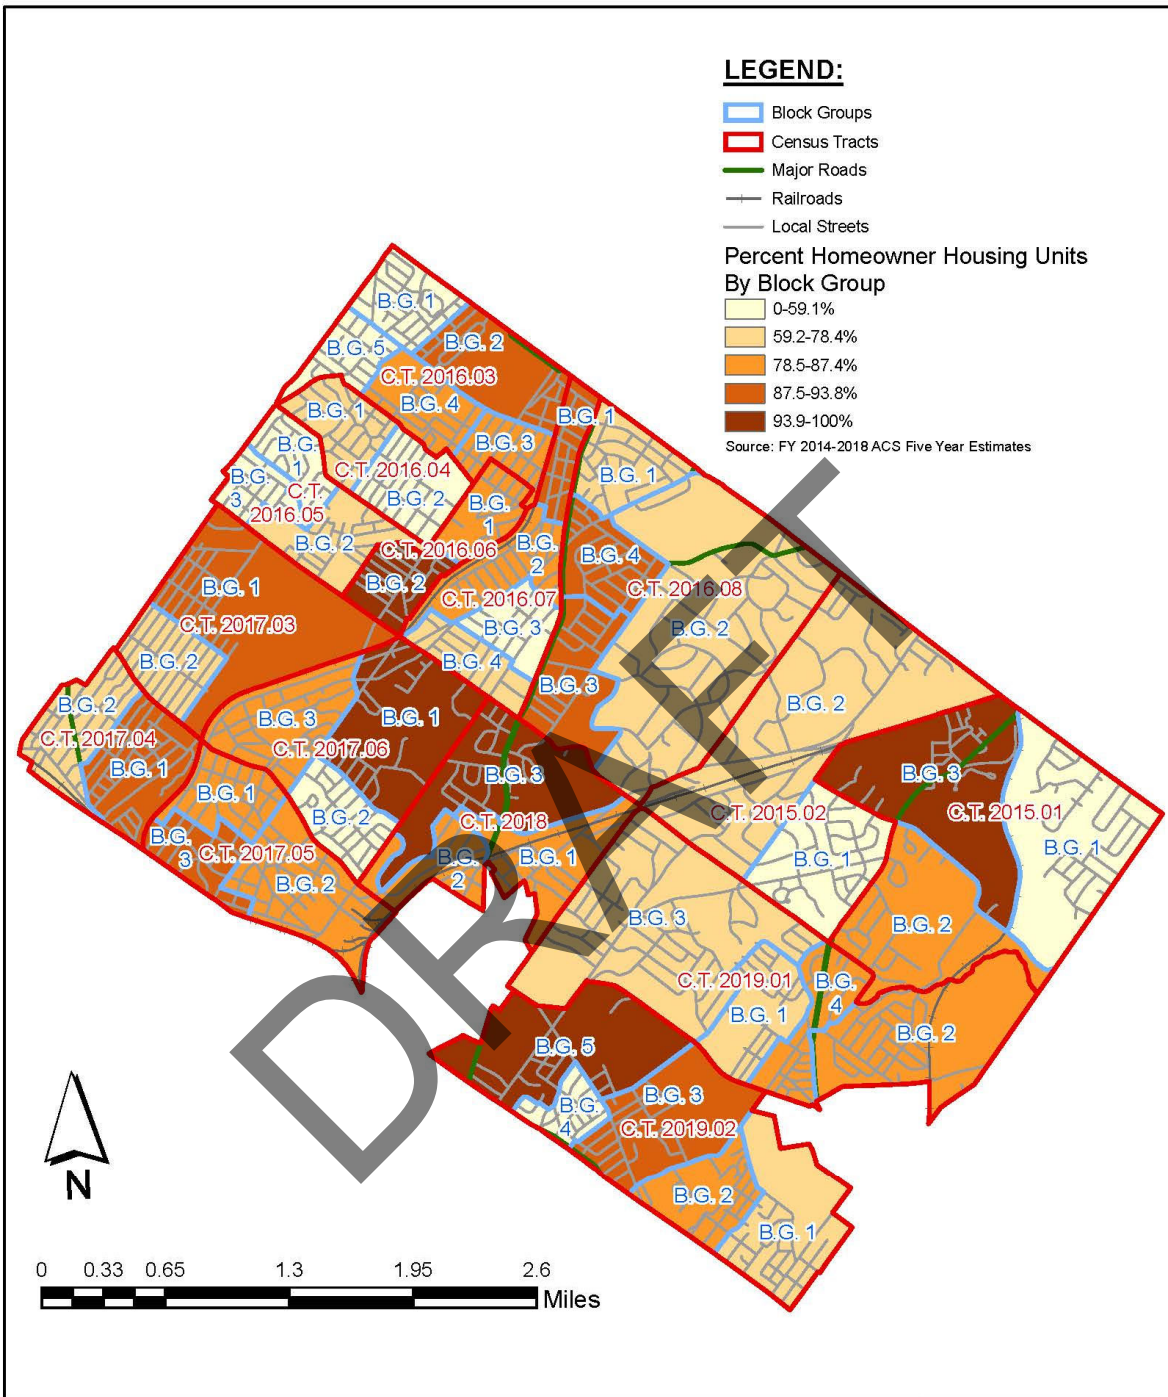 LEGEND:
Block Groups
Census Tracts
Major Roads
Railroads
Local Streets
Percent Homeowner Housing Units
By Block Group
0-59.1%
59.2-78.4%
78.5-87.4%
87.5-93.8%
93.9-100%
Source: FY 2014-2018 ACS Five Year Estimates
B.G. 1
B.G. 2
B.G. 5
C.T. 2016.03
B.G. 4
B.G. 1
B.G. 1
B.G. 3
B.G.
1
C.T. 2016.04
B.G. 1
B.G.
3
C.T.
2016.05
B.G. 2
B.G.
1
B.G. 2
C.T. 2016.06
B.G.
2
B.G. 4
B.G. 2
C.T. 2016.07
C.T. 2016.08
B.G. 1
C.T. 2017.03
B.G. 3
B.G. 2
B.G. 2
B.G. 4
B.G. 3
B.G. 2
B.G. 2
C.T. 2017.04
B.G. 3
B.G. 1
C.T. 2017.06
B.G. 1
B.G. 3
B.G. 3
B.G. 1
B.G. 2
C.T. 2018
C.T. 2015.02
C.T. 2015.01
B.G.
3
C.T. 2017.05
B.G. 2
B.G.
2
B.G. 1
B.G. 1
B.G. 1
B.G. 3
B.G. 2
C.T. 2019.01
B.G.
4
B.G. 1
B.G. 2
B.G. 5
B.G. 3
B.G.
4
C.T. 2019.02
B.G. 2
B.G. 1
DRAFT
N
0 0.33 0.65 1.3 1.95 2.6
Miles